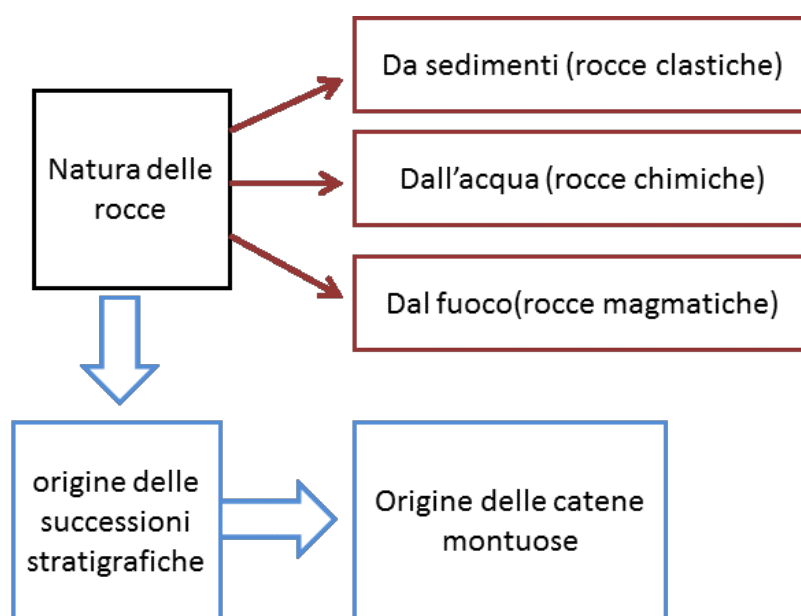 Da sedimenti (rocce clastiche)
Natura delle
rocce
Dall'acqua (rocce chimiche)
Dal fuoco(rocce magmatiche)
origine delle
successioni
stratigrafiche
Origine delle catene
montuose